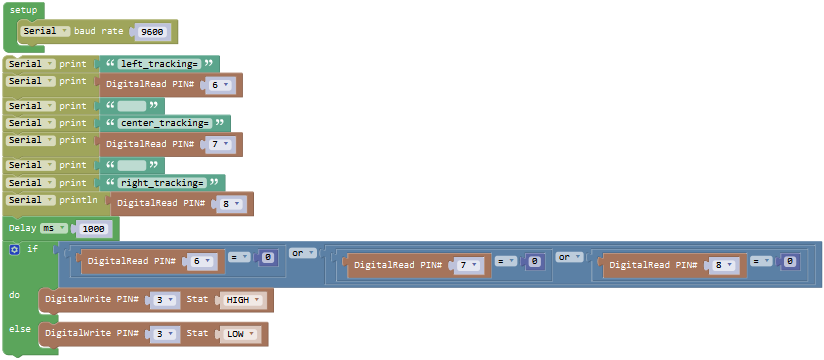 setup
Serial baud rate 9600
Serial print “ left_tracking= ”
Serial print DigitalRead PIN# 6
Serial print “ ”
Serial print “ center_tracking= ”
Serial print DigitalRead PIN# 7
Serial print “ ”
Serial print “ right_tracking= ”
Serial println DigitalRead PIN# 8
Delay ms 1000
if DigitalRead PIN# 6 = 0 or DigitalRead PIN# 7 = 0 or DigitalRead PIN# 8 = 0
do DigitalWrite PIN# 3 Stat HIGH
else DigitalWrite PIN# 3 Stat LOW